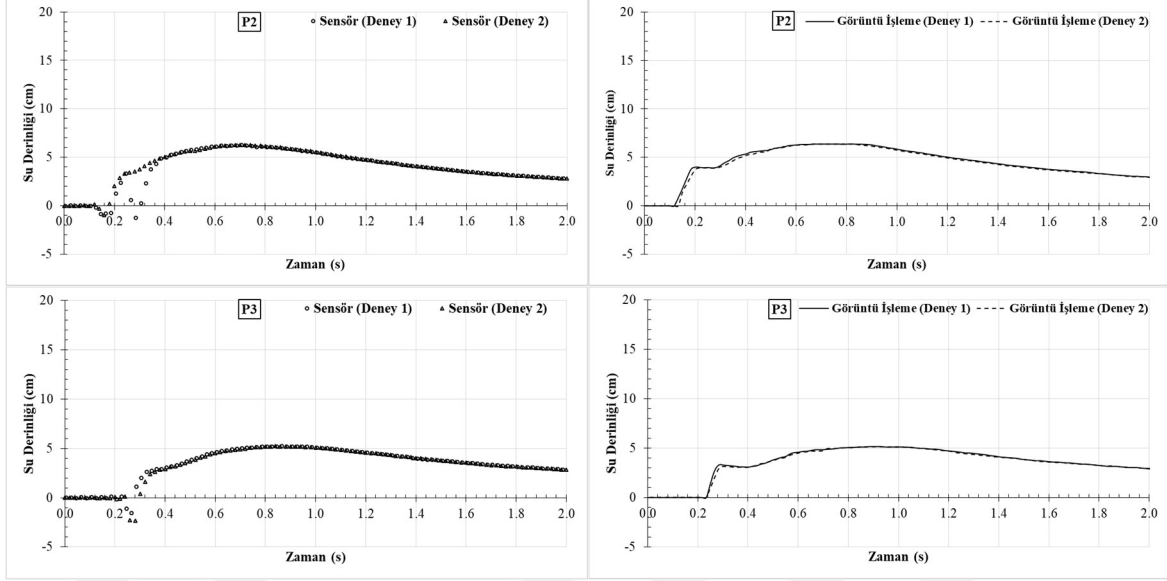 P2 Sensör (Deney 1) Sensör (Deney 2)
Su Derinliği (cm)
20
15
10
5
0
-5
0.0 0.2 0.4 0.6 0.8 1.0 1.2 1.4 1.6 1.8 2.0
Zaman (s)
P2 Görüntü İşleme (Deney 1) Görüntü İşleme (Deney 2)
Su Derinliği (cm)
20
15
10
5
0
-5
0.0 0.2 0.4 0.6 0.8 1.0 1.2 1.4 1.6 1.8 2.0
Zaman (s)
P3 Sensör (Deney 1) Sensör (Deney 2)
Su Derinliği (cm)
20
15
10
5
0
-5
0.0 0.2 0.4 0.6 0.8 1.0 1.2 1.4 1.6 1.8 2.0
Zaman (s)
P3 Görüntü İşleme (Deney 1) Görüntü İşleme (Deney 2)
Su Derinliği (cm)
20
15
10
5
0
-5
0.0 0.2 0.4 0.6 0.8 1.0 1.2 1.4 1.6 1.8 2.0
Zaman (s)